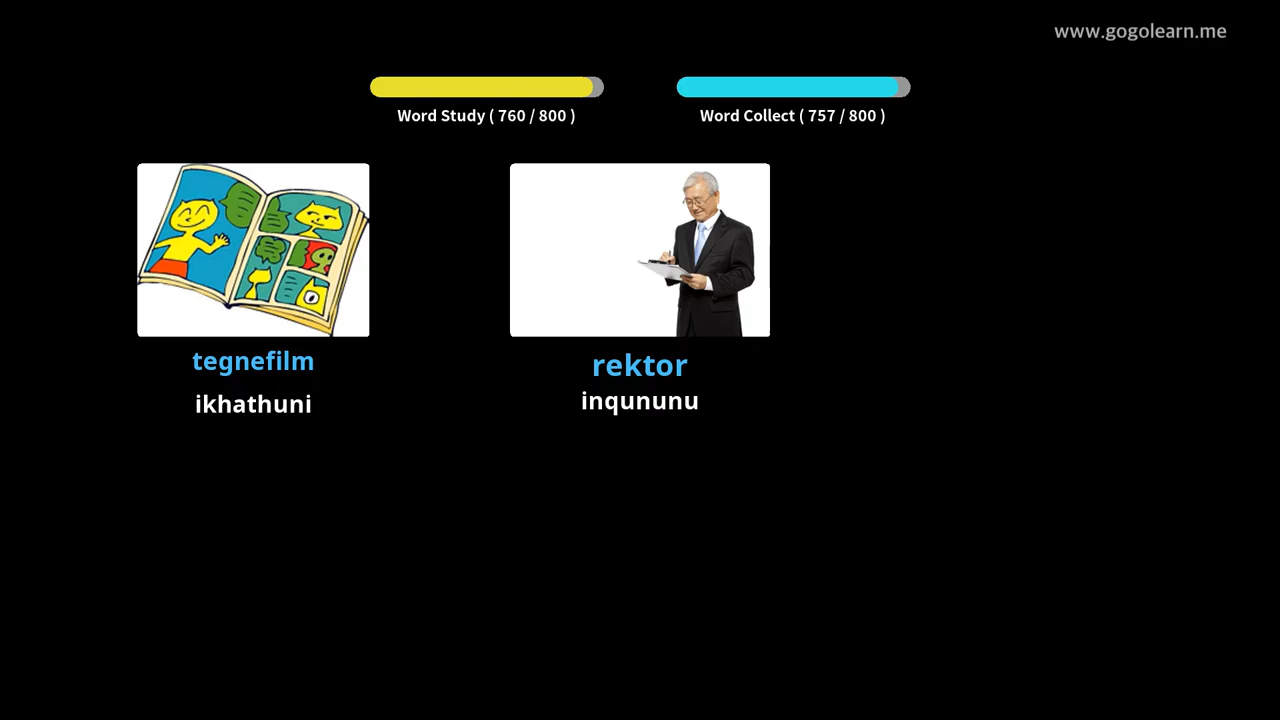 www.gogolearn.me
Word Study ( 760 / 800 )
Word Collect ( 757 / 800 )
tegnefilm
ikhathuni
rektor
inqununu